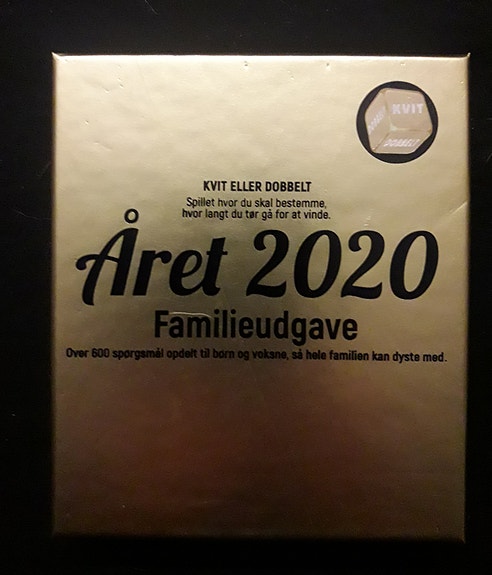 KVIT
DOBBELT
DOBBELT
KVIT ELLER DOBBELT
Spillet hvor du skal bestemme,
hvor langt du tør gå for at vinde.
Året 2020
Familieudgave
Over 600 spørgsmål opdelt til børn og voksne, så hele familien kan dyste med.